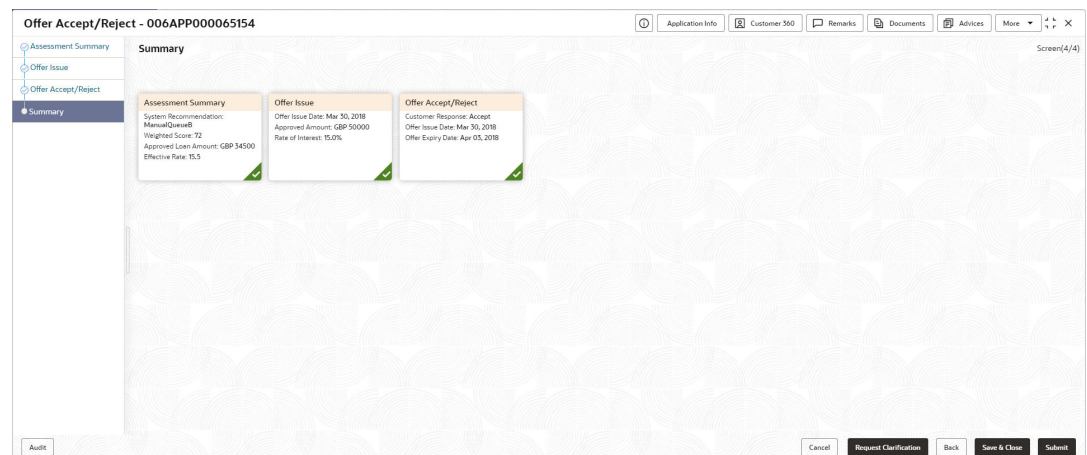 Offer Accept/Reject - 006APP000065154
Application Info
Customer 360
Remarks
Documents
Advices
More
Assessment Summary
Offer Issue
Offer Accept/Reject
Summary
Summary
Screen(4/4)
Assessment Summary
System Recommendation:
ManualQueueB
Weighted Score: 72
Approved Loan Amount: GBP 34500
Effective Rate: 15.5
Offer Issue
Offer Issue Date: Mar 30, 2018
Approved Amount: GBP 50000
Rate of Interest: 15.0%
Offer Accept/Reject
Customer Response: Accept
Offer Issue Date: Mar 30, 2018
Offer Expiry Date: Apr 03, 2018
Audit
Cancel
Request Clarification
Back
Save & Close
Submit